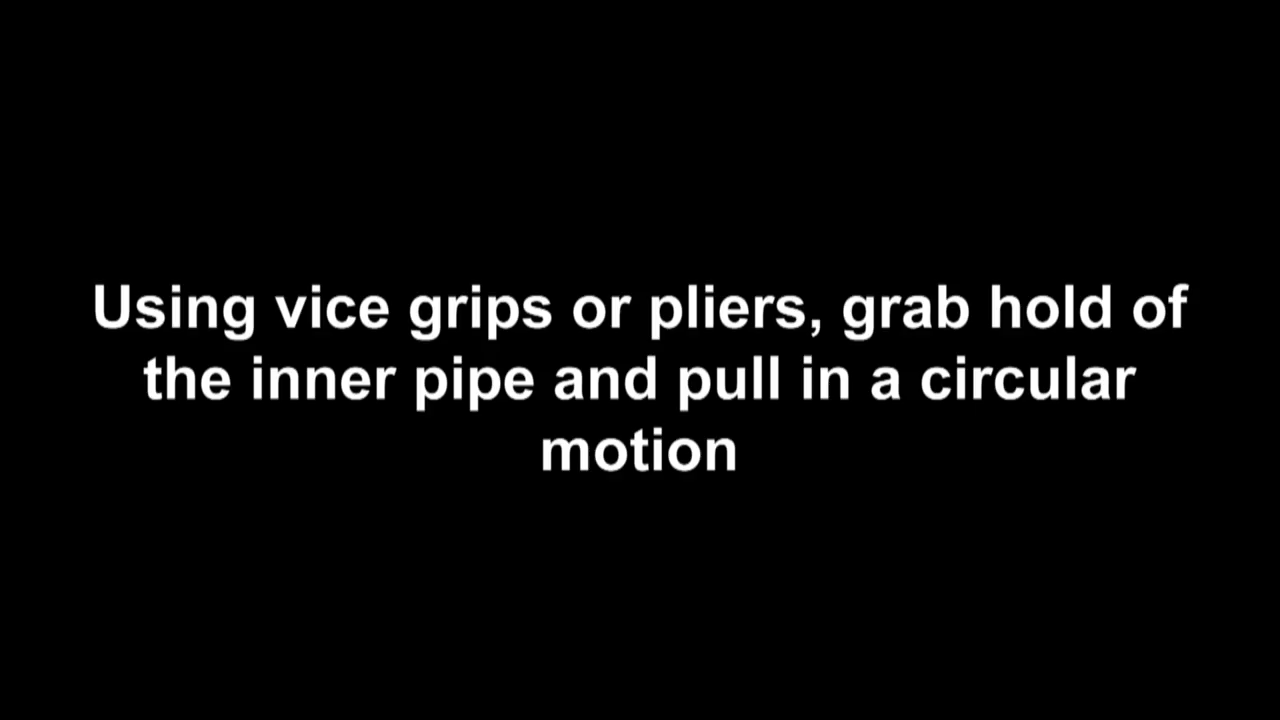 Using vice grips or pliers, grab hold of
the inner pipe and pull in a circular
motion